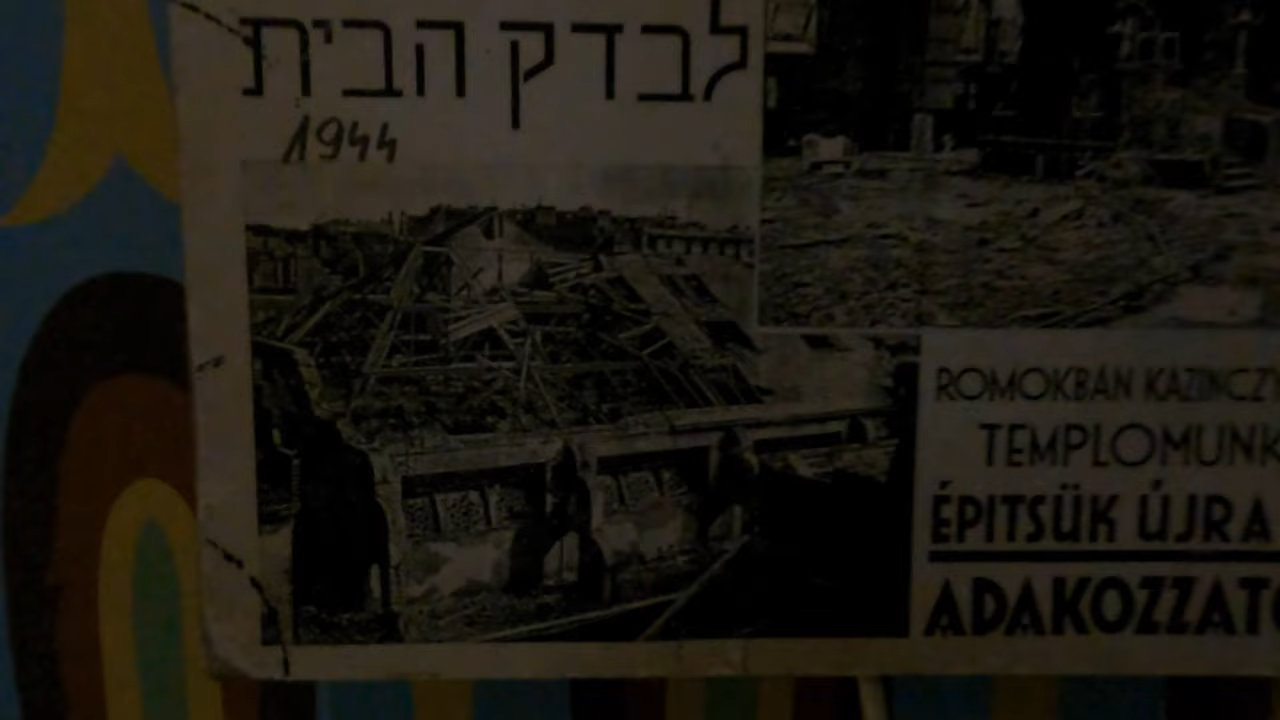 לבדק הבית
1944
ROMOKBAN KAZINCZY
TEMPLOMUNK
ÉPITSÜK ÚJRA
ADAKOZZATO